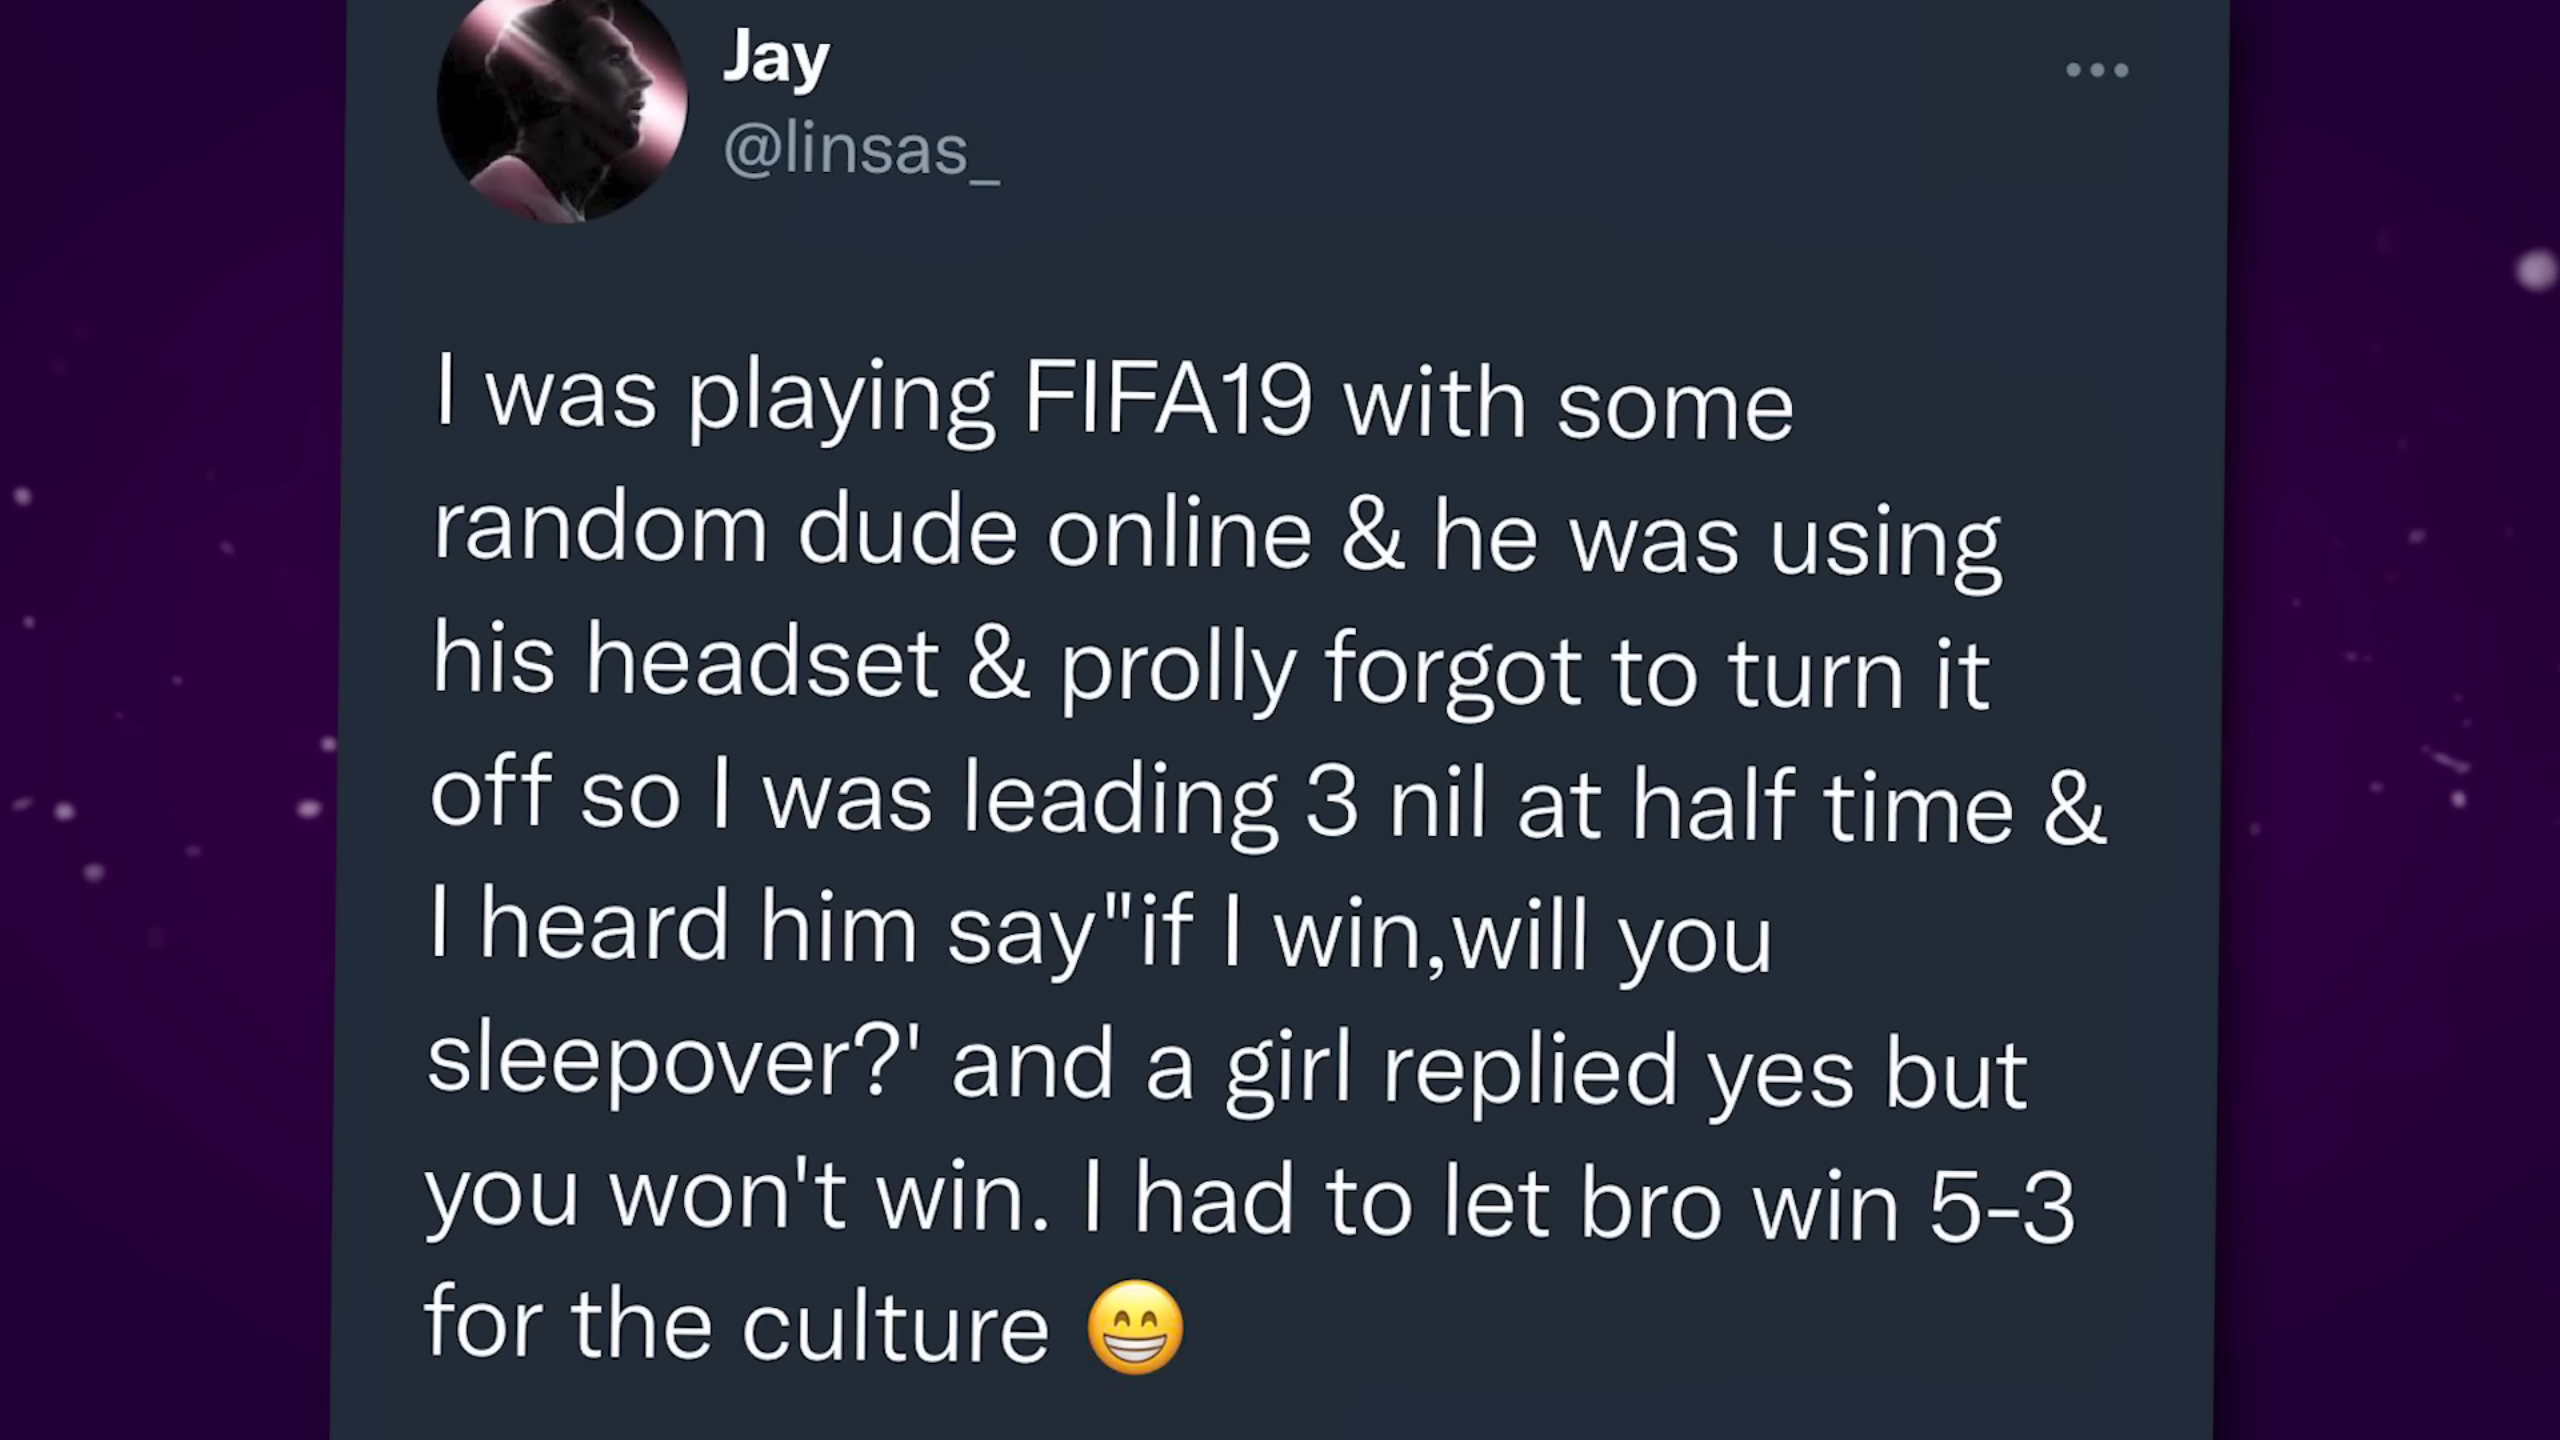 Jay
@linsas_
I was playing FIFA19 with some
random dude online & he was using
his headset & prolly forgot to turn it
off so I was leading 3 nil at half time &
I heard him say"if I win,will you
sleepover?' and a girl replied yes but
you won't win. I had to let bro win 5-3
for the culture 😁